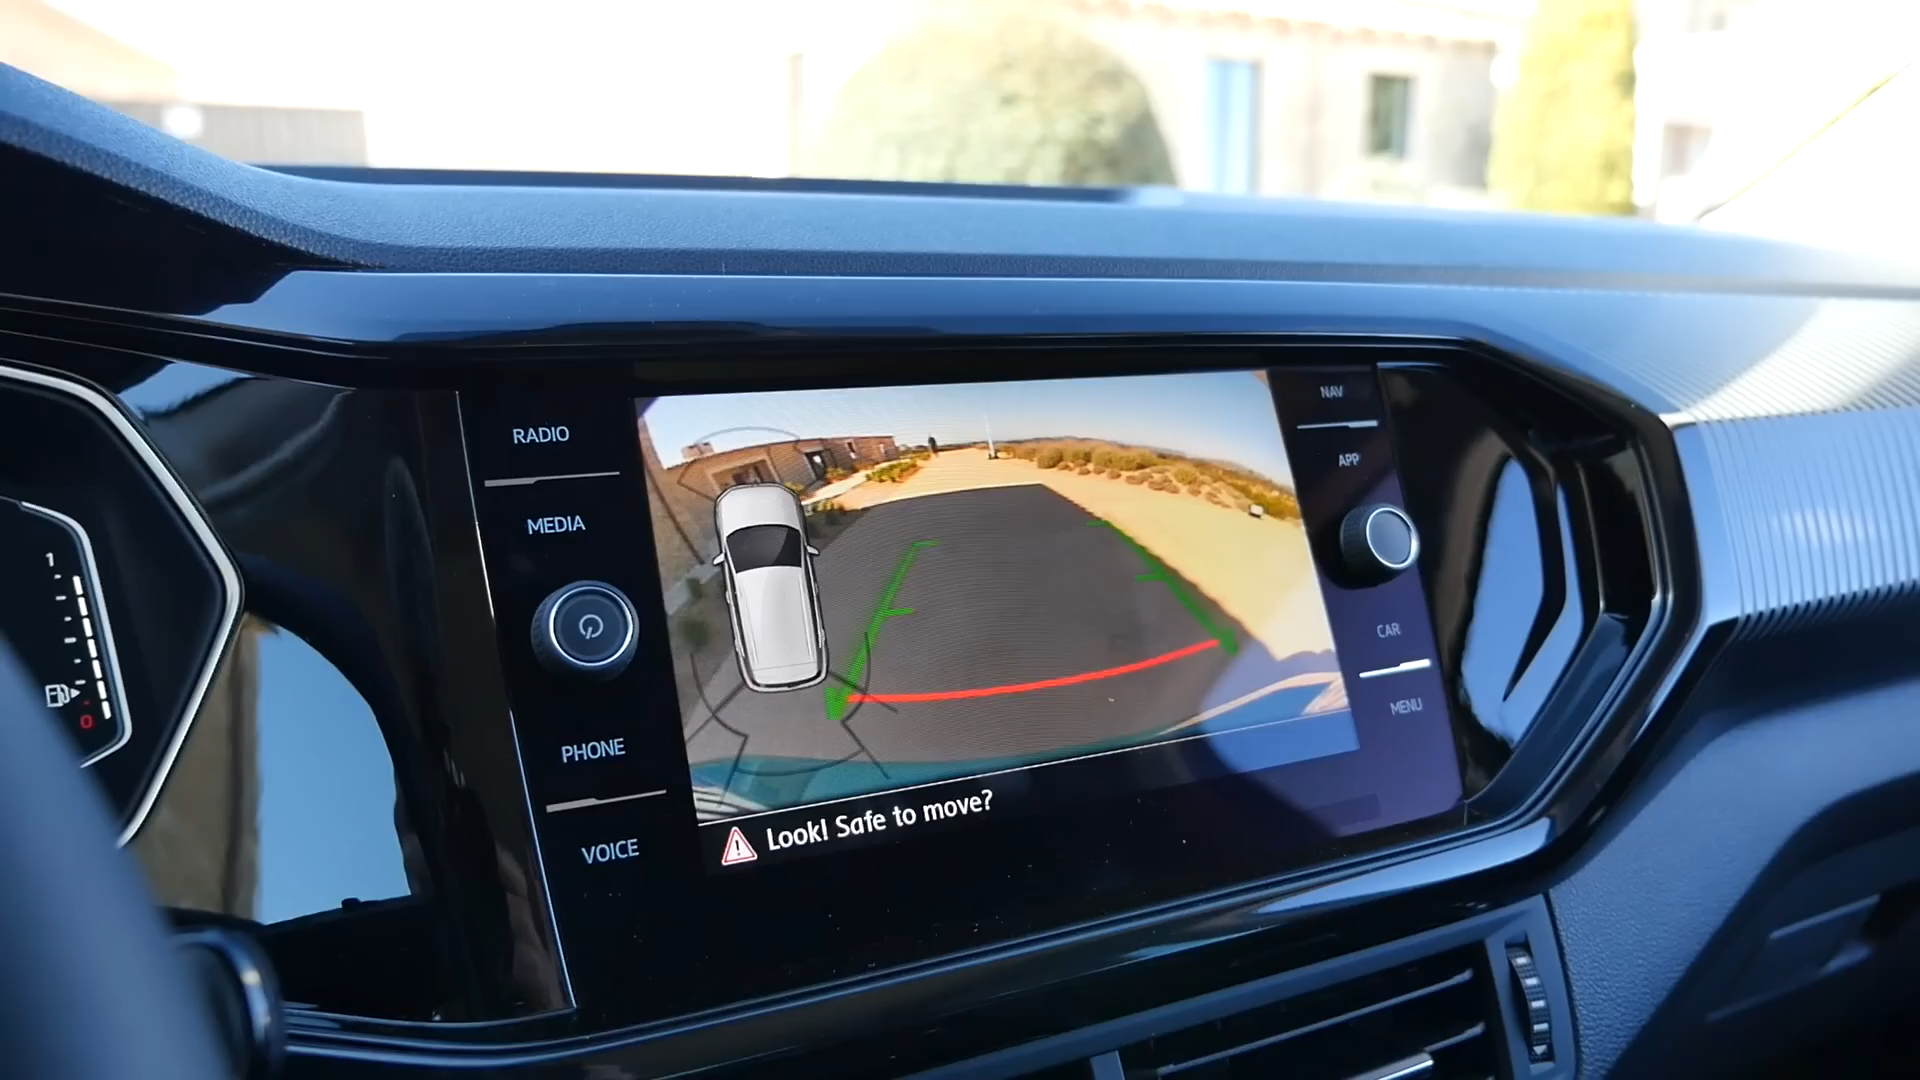 RADIO
MEDIA
PHONE
VOICE
NAV
APP
CAR
MENU
Look! Safe to move?
1
0